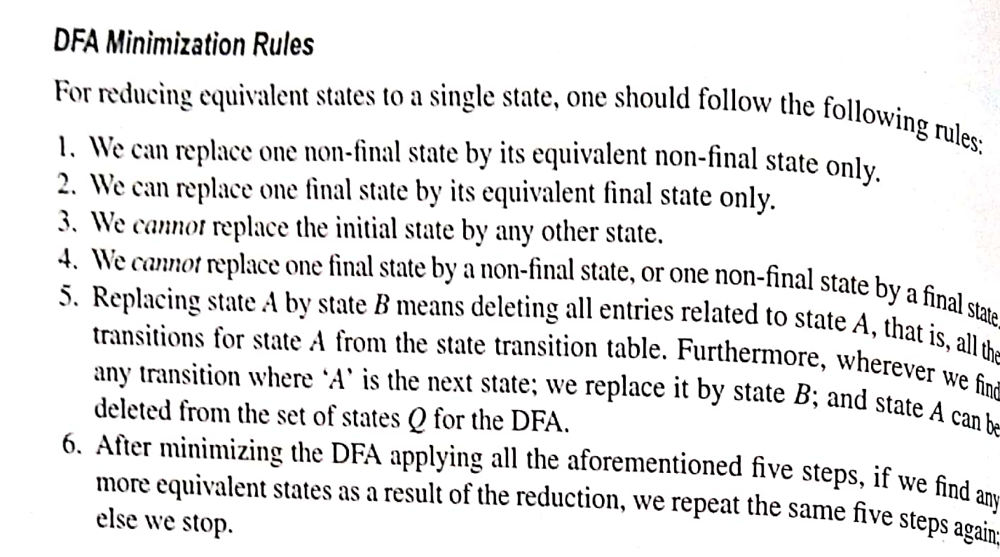 DFA Minimization Rules
For reducing equivalent states to a single state, one should follow the following rules:
1. We can replace one non-final state by its equivalent non-final state only.
2. We can replace one final state by its equivalent final state only.
3. We cannot replace the initial state by any other state.
4. We cannot replace one final state by a non-final state, or one non-final state by a final state.
5. Replacing state A by state B means deleting all entries related to state A, that is, all the
transitions for state A from the state transition table. Furthermore, wherever we find
any transition where ‘A’ is the next state; we replace it by state B; and state A can be
deleted from the set of states Q for the DFA.
6. After minimizing the DFA applying all the aforementioned five steps, if we find any
more equivalent states as a result of the reduction, we repeat the same five steps again;
else we stop.